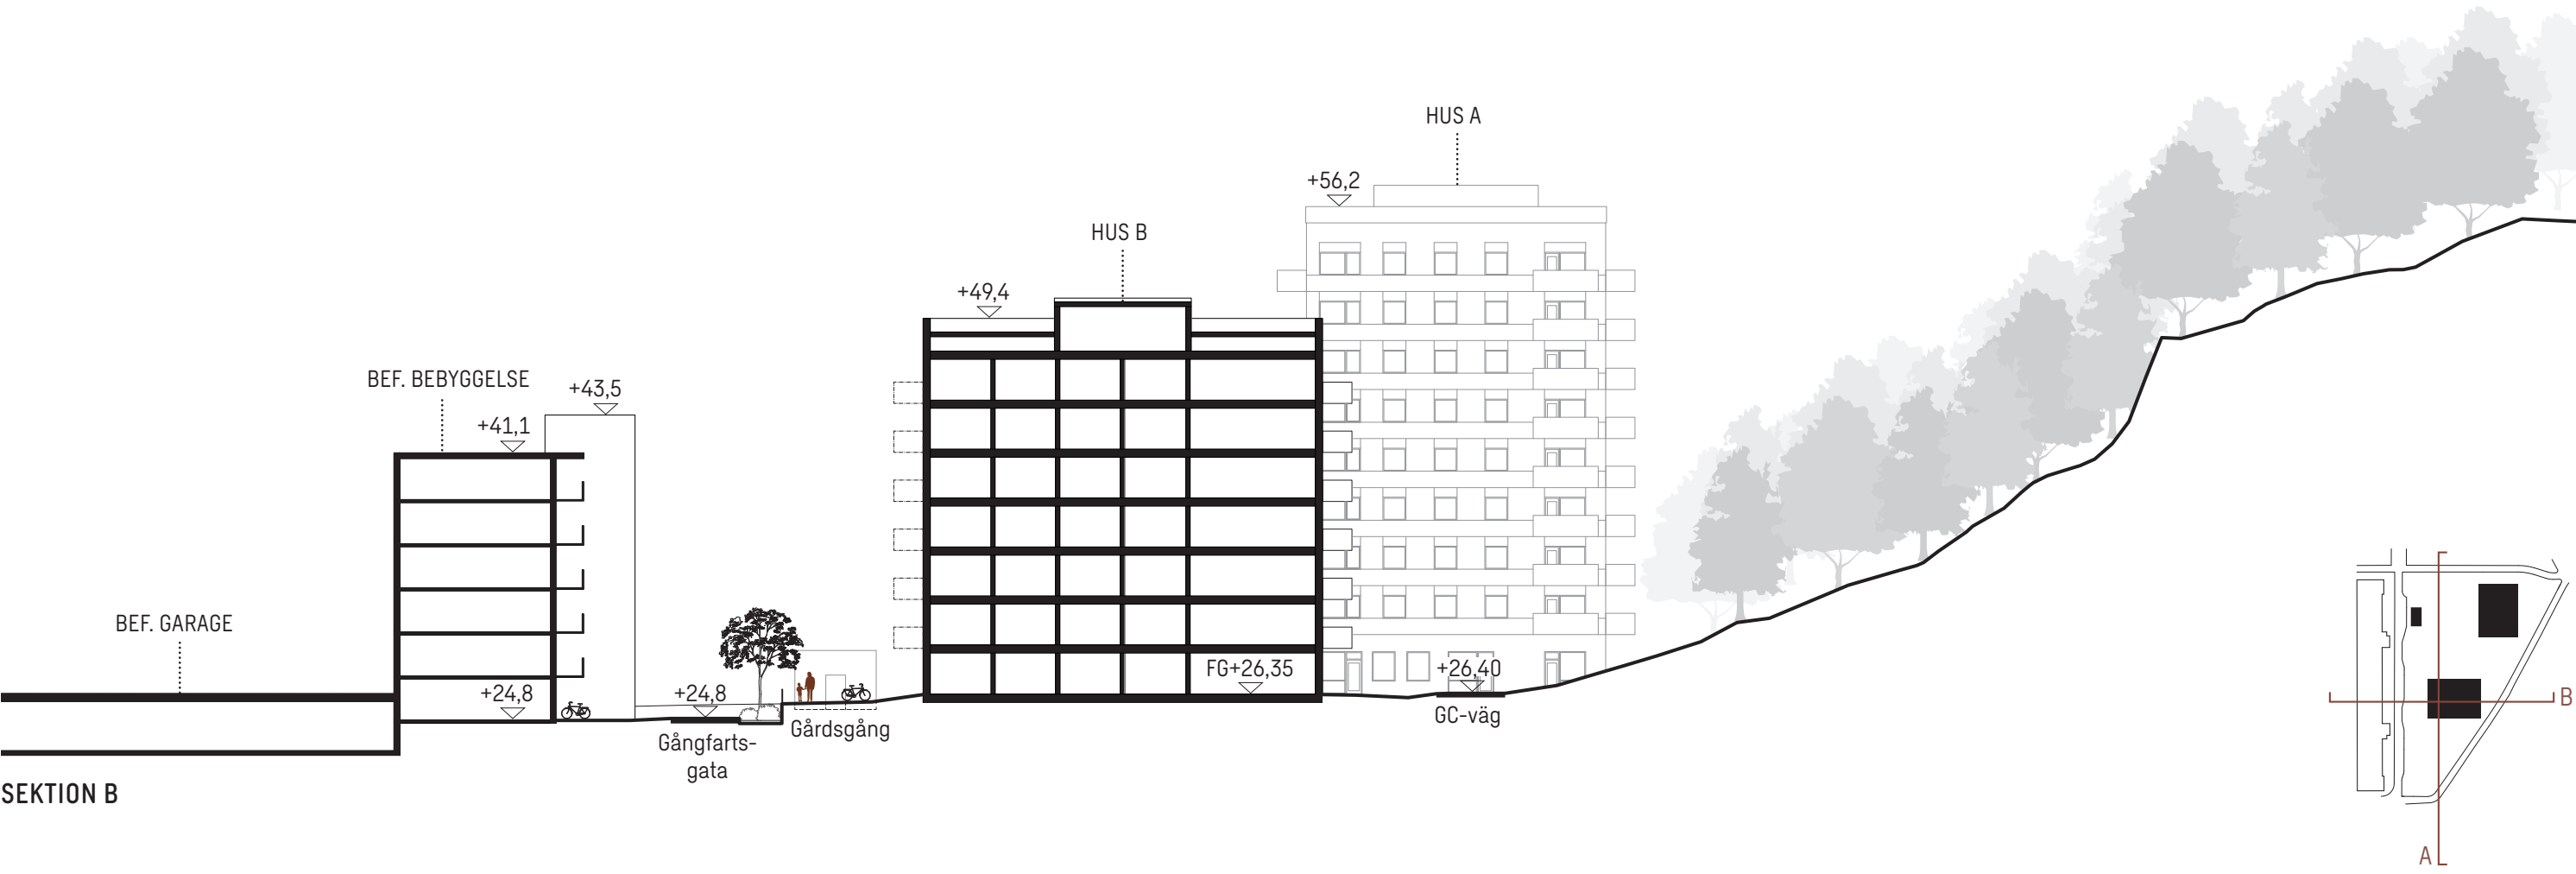 HUS A
+56,2
HUS B
+49,4
BEF. BEBYGGELSE
+43,5
+41,1
BEF. GARAGE
+24,8
+24,8
FG+26,35
+26,40
Gångfarts-
gata
Gårdsgång
GC-väg
SEKTION B
B
A